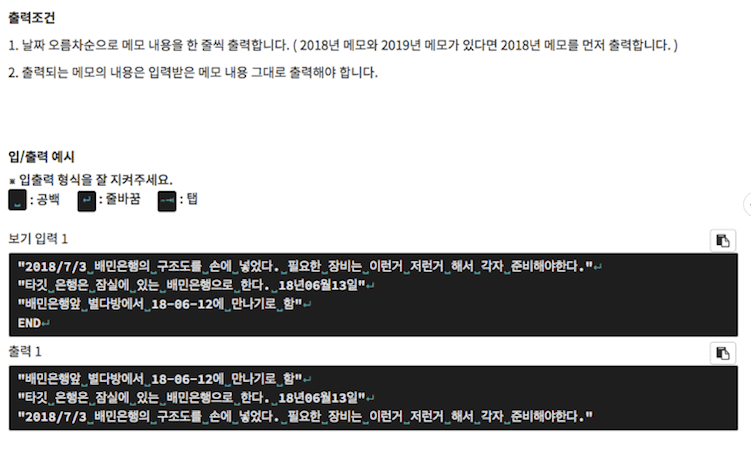 출력조건
1. 날짜 오름차순으로 메모 내용을 한 줄씩 출력합니다. ( 2018년 메모와 2019년 메모가 있다면 2018년 메모를 먼저 출력합니다. )
2. 출력되는 메모의 내용은 입력받은 메모 내용 그대로 출력해야 합니다.
입/출력 예시
※ 입출력 형식을 잘 지켜주세요.
␣ : 공백 ↵ : 줄바꿈 ⇥ : 탭
보기 입력 1
"2018/7/3␣배민은행의␣구조도를␣손에␣넣었다.␣필요한␣장비는␣이런거␣저런거␣해서␣각자␣준비해야한다."↵
"타깃␣은행은␣잠실에␣있는␣배민은행으로␣한다.␣18년06월13일"↵
"배민은행앞␣별다방에서␣18-06-12에␣만나기로␣함"↵
END↵
출력 1
"배민은행앞␣별다방에서␣18-06-12에␣만나기로␣함"↵
"타깃␣은행은␣잠실에␣있는␣배민은행으로␣한다.␣18년06월13일"↵
"2018/7/3␣배민은행의␣구조도를␣손에␣넣었다.␣필요한␣장비는␣이런거␣저런거␣해서␣각자␣준비해야한다."